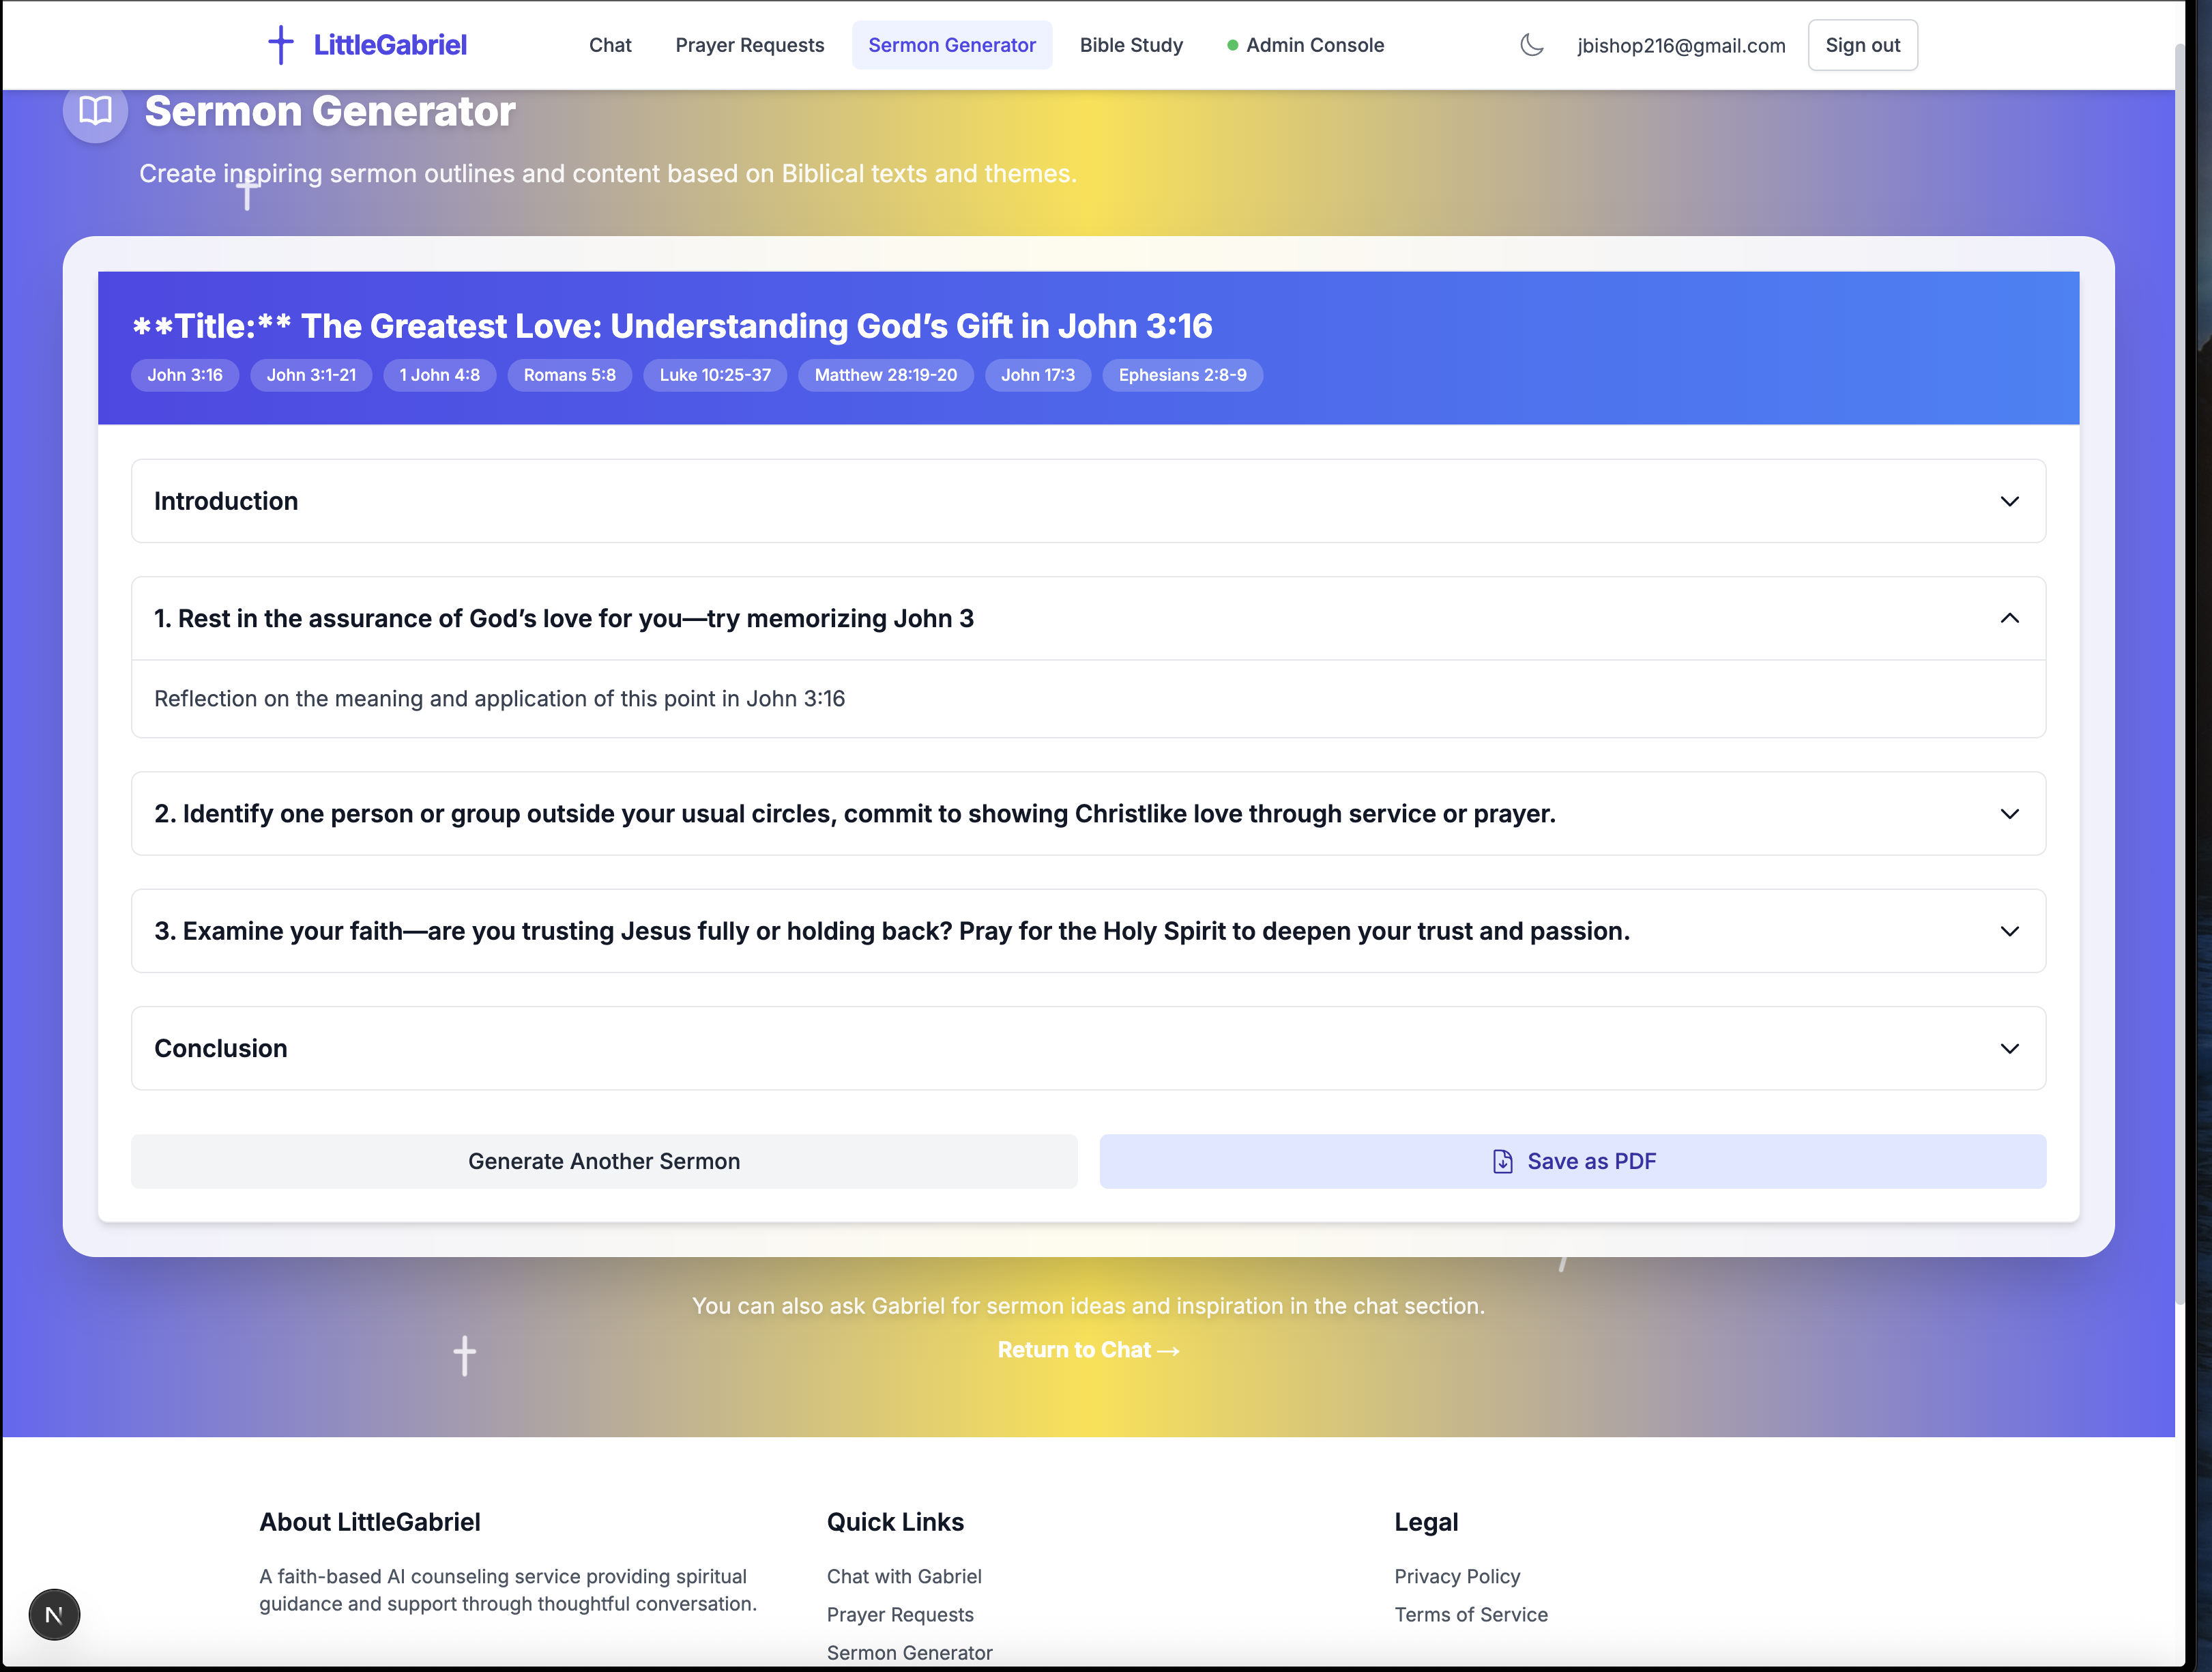 LittleGabriel
Chat
Prayer Requests
Sermon Generator
Bible Study
Admin Console
jbishop216@gmail.com
Sign out
Sermon Generator
Create inspiring sermon outlines and content based on Biblical texts and themes.
**Title:** The Greatest Love: Understanding God’s Gift in John 3:16
John 3:16
John 3:1-21
1 John 4:8
Romans 5:8
Luke 10:25-37
Matthew 28:19-20
John 17:3
Ephesians 2:8-9
Introduction
1. Rest in the assurance of God’s love for you—try memorizing John 3
Reflection on the meaning and application of this point in John 3:16
2. Identify one person or group outside your usual circles, commit to showing Christlike love through service or prayer.
3. Examine your faith—are you trusting Jesus fully or holding back? Pray for the Holy Spirit to deepen your trust and passion.
Conclusion
Generate Another Sermon
Save as PDF
You can also ask Gabriel for sermon ideas and inspiration in the chat section.
Return to Chat →
About LittleGabriel
A faith-based AI counseling service providing spiritual
guidance and support through thoughtful conversation.
Quick Links
Chat with Gabriel
Prayer Requests
Sermon Generator
Legal
Privacy Policy
Terms of Service
N